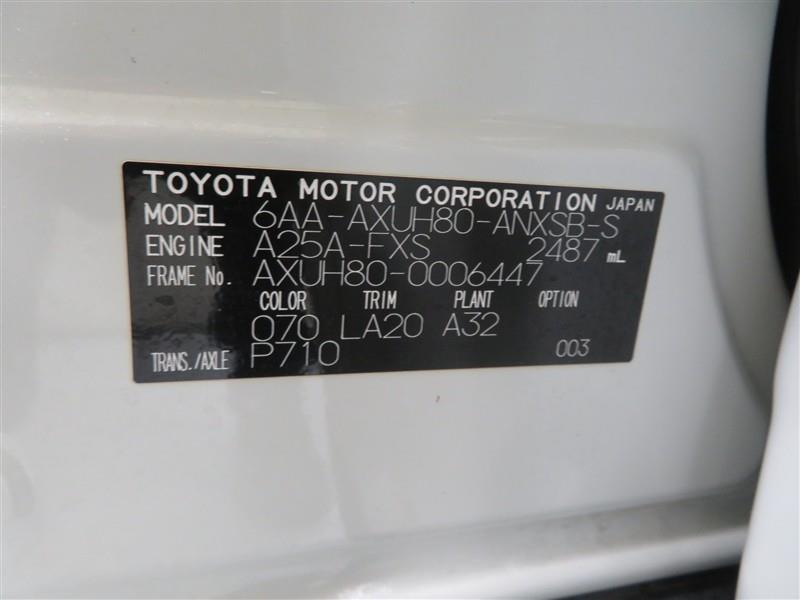 TOYOTA MOTOR CORPORATION JAPAN
MODEL 6AA-AXUH80-ANXSB-S
ENGINE A25A-FXS 2487 mL
FRAME No. AXUH80-0006447
COLOR TRIM PLANT OPTION
070 LA20 A32
TRANS./AXLE P710 003